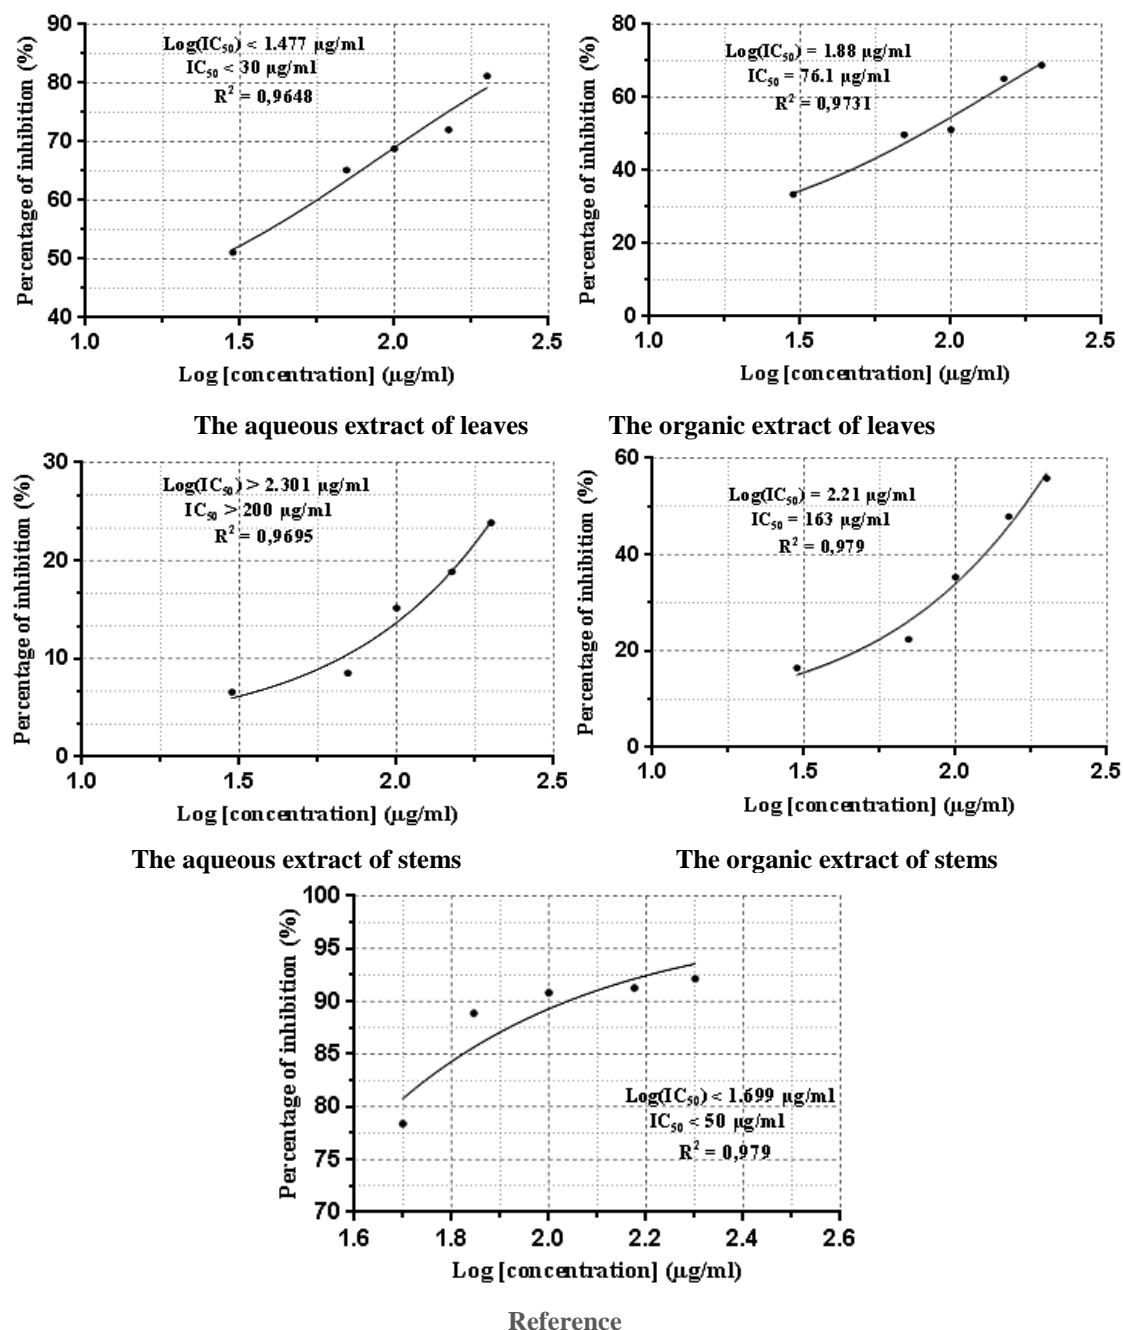 90
80
70
60
50
40
Percentage of inhibition (%)
Log(IC50) < 1.477 µg/ml
IC50 < 30 µg/ml
R2 = 0,9648
1.0 1.5 2.0 2.5
Log [concentration] (µg/ml)
The aqueous extract of leaves
80
60
40
20
0
Percentage of inhibition (%)
Log(IC50) = 1.88 µg/ml
IC50 = 76.1 µg/ml
R2 = 0,9731
1.0 1.5 2.0 2.5
Log [concentration] (µg/ml)
The organic extract of leaves
30
20
10
0
Percentage of inhibition (%)
Log(IC50) > 2.301 µg/ml
IC50 > 200 µg/ml
R2 = 0,9695
1.0 1.5 2.0 2.5
Log [concentration] (µg/ml)
The aqueous extract of stems
60
40
20
0
Percentage of inhibition (%)
Log(IC50) = 2.21 µg/ml
IC50 = 163 µg/ml
R2 = 0,979
1.0 1.5 2.0 2.5
Log [concentration] (µg/ml)
The organic extract of stems
100
95
90
85
80
75
70
Percentage of inhibition (%)
Log(IC50) < 1.699 µg/ml
IC50 < 50 µg/ml
R2 = 0,979
1.6 1.8 2.0 2.2 2.4 2.6
Log [concentration] (µg/ml)
Reference